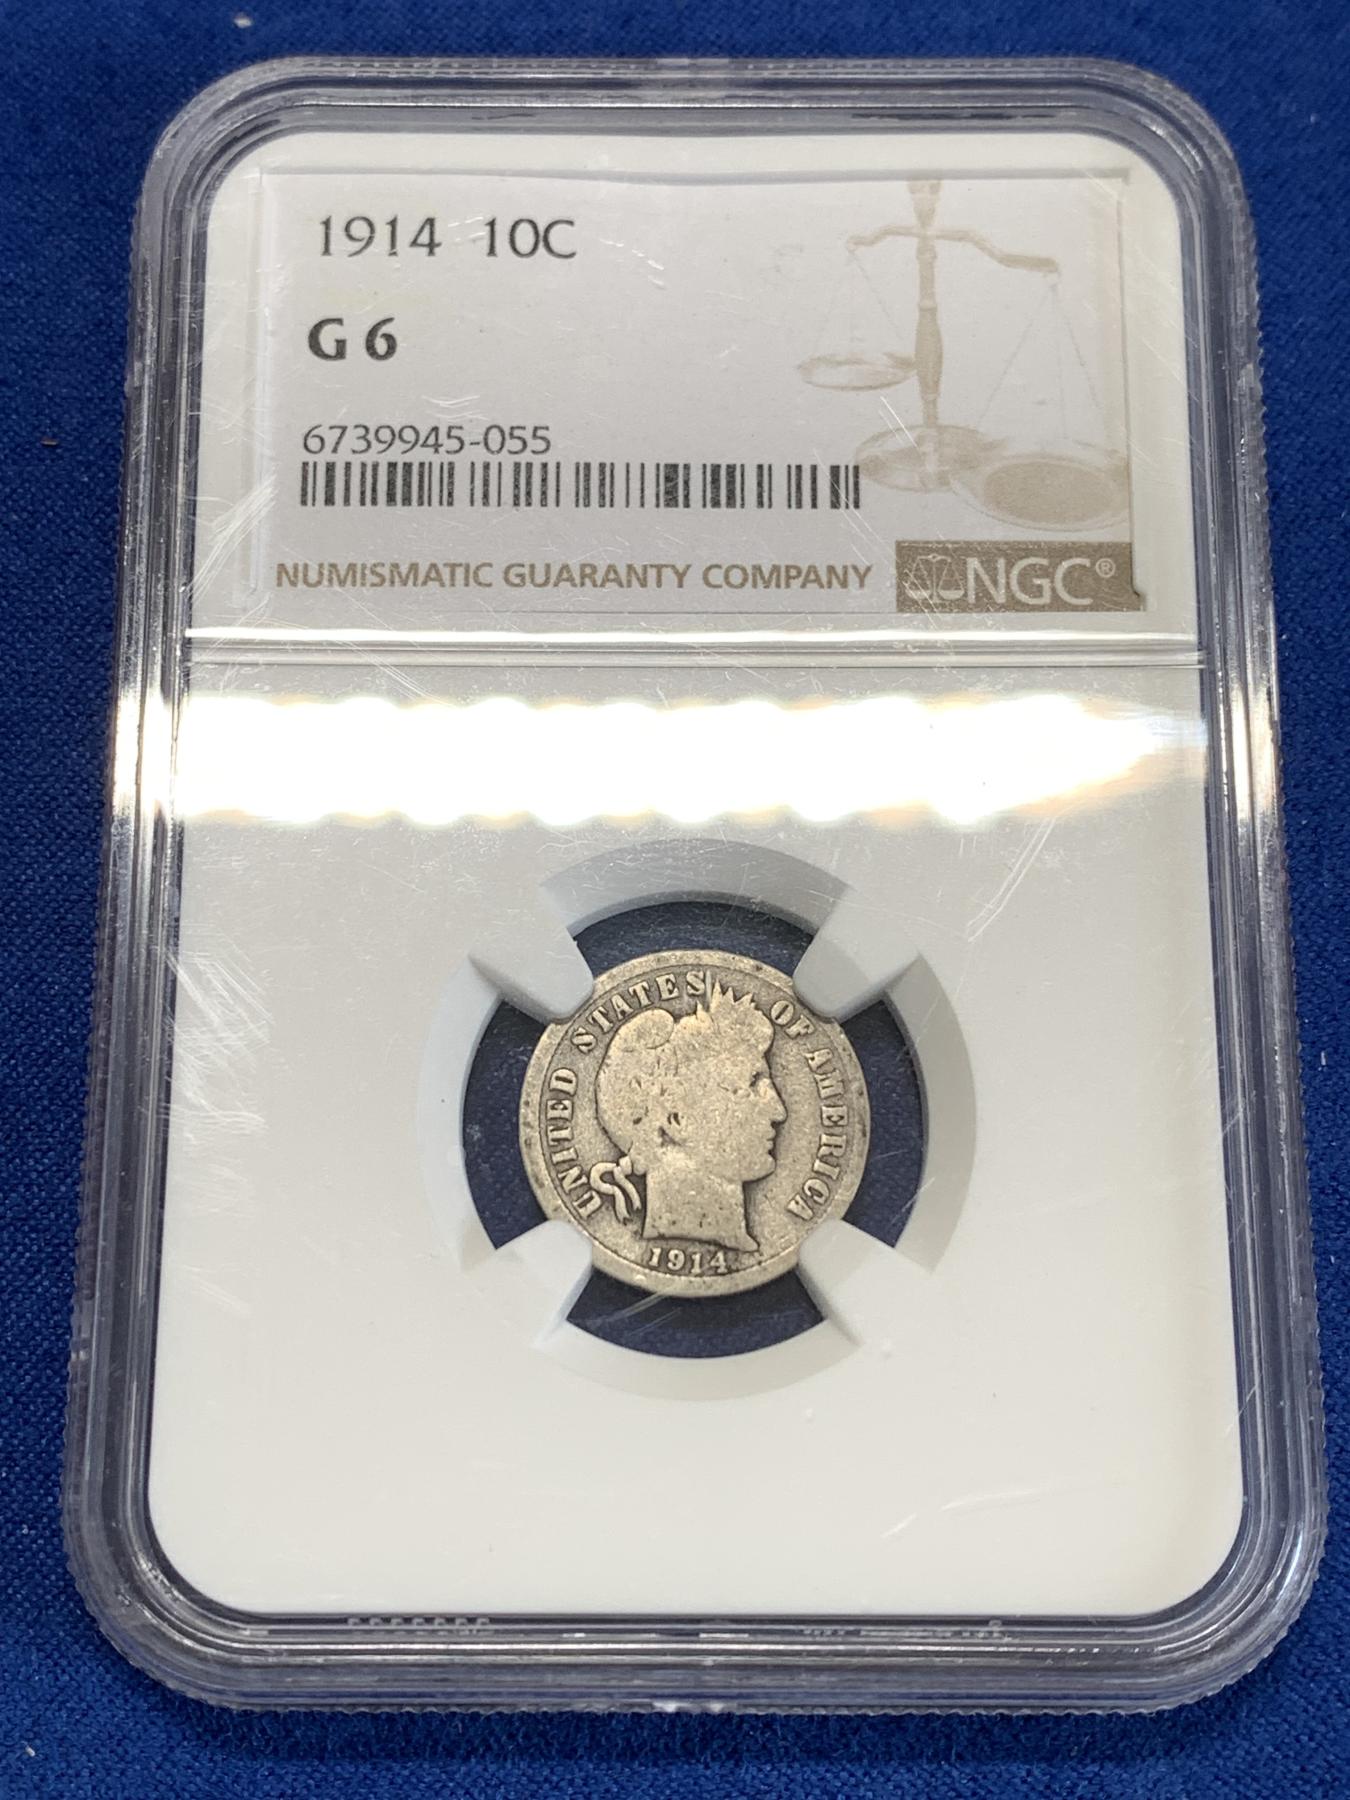 1914 10C
G 6
6739945-055
NUMISMATIC GUARANTY COMPANY NGC®
UNITED STATES OF AMERICA
1914